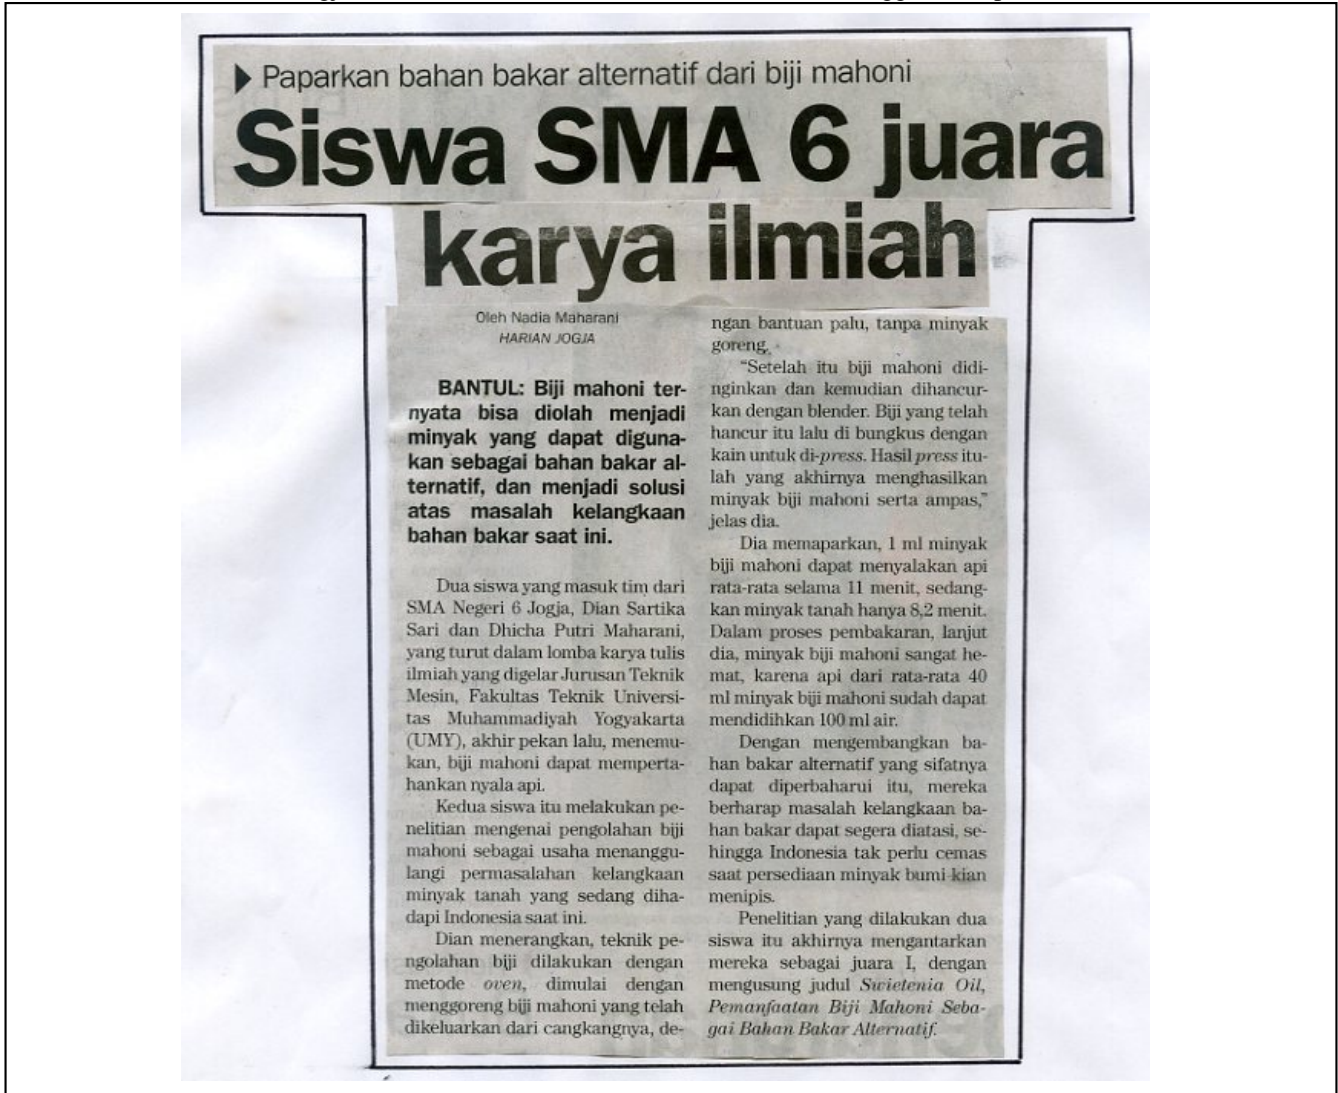 Paparkan bahan bakar alternatif dari biji mahoni
Siswa SMA 6 juara
karya ilmiah
Oleh Nadia Maharani
HARIAN JOGJA
BANTUL: Biji mahoni ter-
nyata bisa diolah menjadi
minyak yang dapat diguna-
kan sebagai bahan bakar al-
ternatif, dan menjadi solusi
atas masalah kelangkaan
bahan bakar saat ini.
Dua siswa yang masuk tim dari
SMA Negeri 6 Jogja, Dian Sartika
Sari dan Dhicha Putri Maharani,
yang turut dalam lomba karya tulis
ilmiah yang digelar Jurusan Teknik
Mesin, Fakultas Teknik Universi-
tas Muhammadiyah Yogyakarta
(UMY), akhir pekan lalu, menemu-
kan, biji mahoni dapat memperta-
hankan nyala api.
Kedua siswa itu melakukan pe-
nelitian mengenai pengolahan biji
mahoni sebagai usaha menanggu-
langi permasalahan kelangkaan
minyak tanah yang sedang diha-
dapi Indonesia saat ini.
Dian menerangkan, teknik pe-
ngolahan biji dilakukan dengan
metode oven, dimulai dengan
menggoreng biji mahoni yang telah
dikeluarkan dari cangkangnya, de-
ngan bantuan palu, tanpa minyak
goreng.
"Setelah itu biji mahoni didi-
nginkan dan kemudian dihancur-
kan dengan blender. Biji yang telah
hancur itu lalu di bungkus dengan
kain untuk di-press. Hasil press itu-
lah yang akhirnya menghasilkan
minyak biji mahoni serta ampas,"
jelas dia.
Dia memaparkan, 1 ml minyak
biji mahoni dapat menyalakan api
rata-rata selama 11 menit, sedang-
kan minyak tanah hanya 8,2 menit.
Dalam proses pembakaran, lanjut
dia, minyak biji mahoni sangat he-
mat, karena api dari rata-rata 40
ml minyak biji mahoni sudah dapat
mendidihkan 100 ml air.
Dengan mengembangkan ba-
han bakar alternatif yang sifatnya
dapat diperbaharui itu, mereka
berharap masalah kelangkaan ba-
han bakar dapat segera diatasi, se-
hingga Indonesia tak perlu cemas
saat persediaan minyak bumi kian
menipis.
Penelitian yang dilakukan dua
siswa itu akhirnya mengantarkan
mereka sebagai juara I, dengan
mengusung judul Swietenia Oil,
Pemanfaatan Biji Mahoni Seba-
gai Bahan Bakar Alternatif.